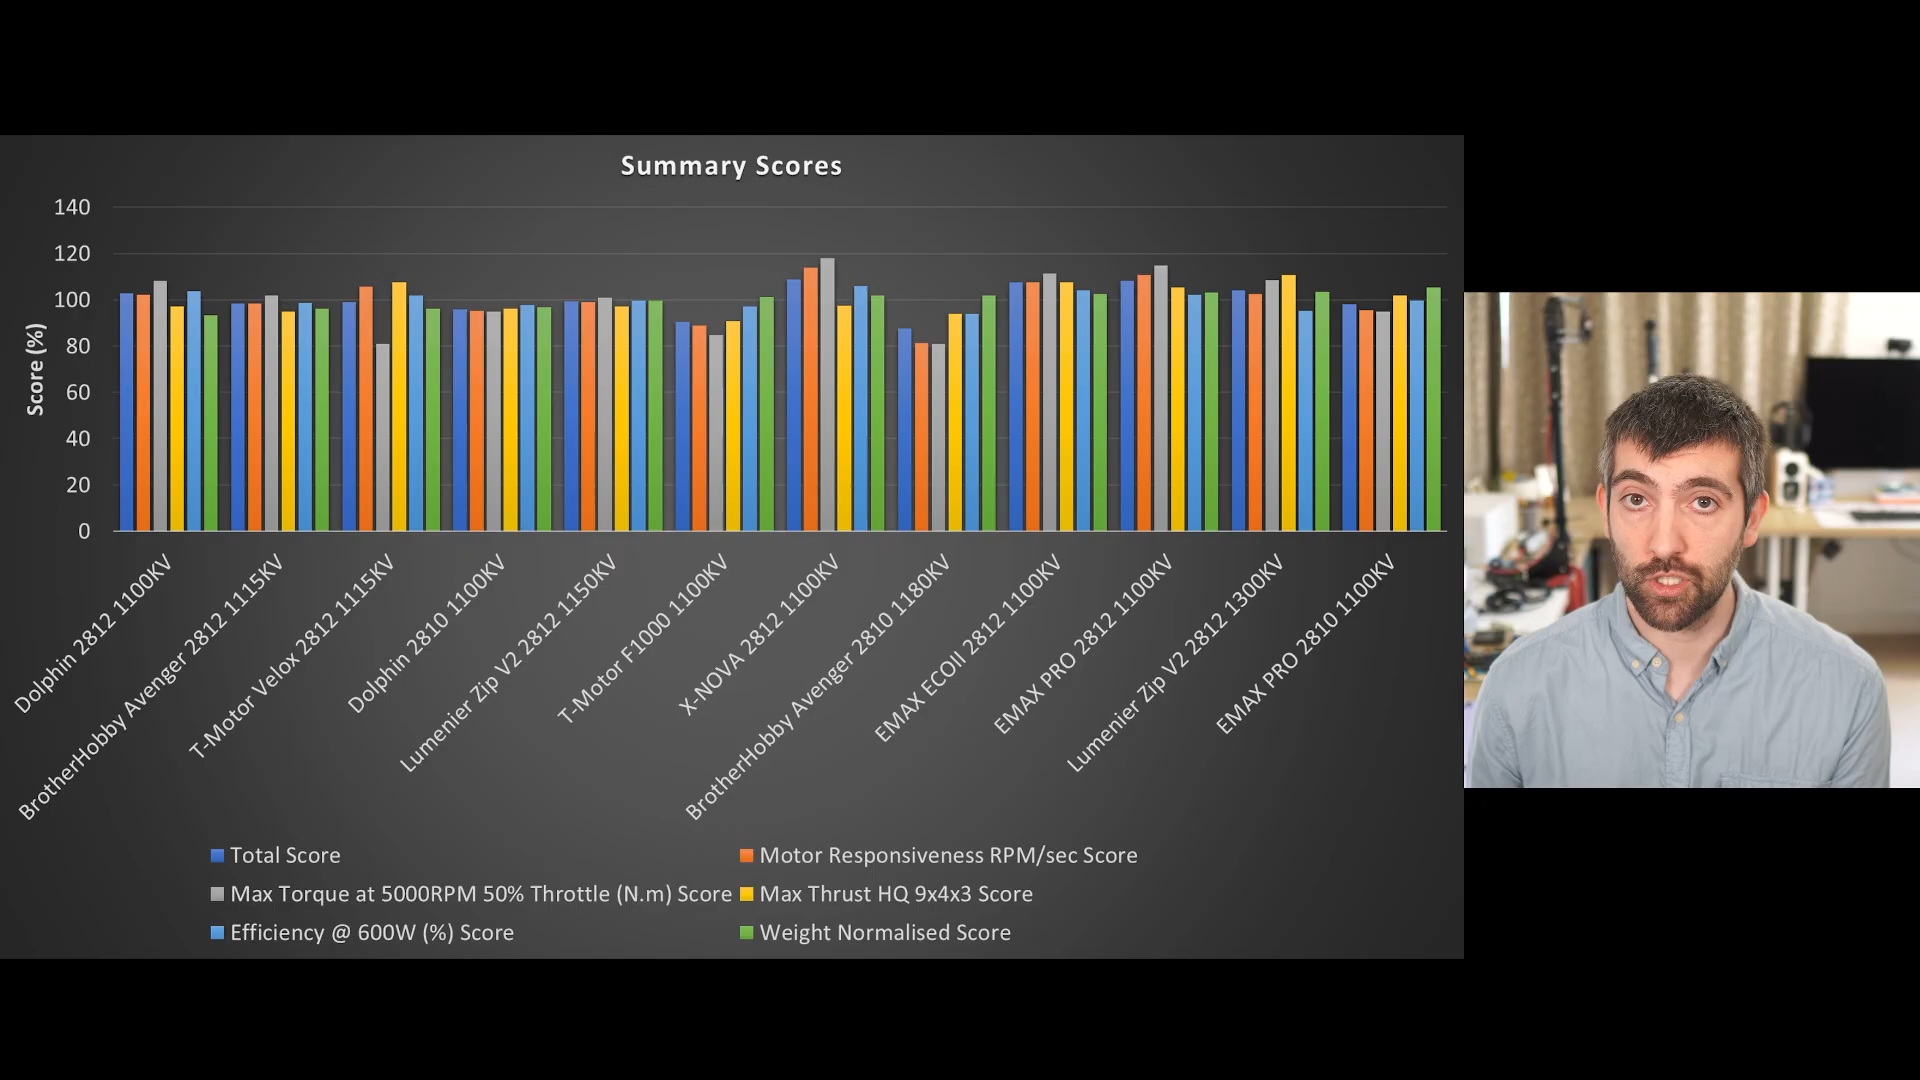 Summary Scores
140
120
100
80
60
40
20
0
Score (%)
Dolphin 2812 1100KV
BrotherHobby Avenger 2812 1115KV
T-Motor Velox 2812 1115KV
Dolphin 2810 1100KV
Lumenier Zip V2 2812 1150KV
T-Motor F1000 1100KV
X-NOVA 2812 1100KV
BrotherHobby Avenger 2810 1180KV
EMAX ECOII 2812 1100KV
EMAX PRO 2812 1100KV
Lumenier Zip V2 2812 1300KV
EMAX PRO 2810 1100KV
Total Score
Motor Responsiveness RPM/sec Score
Max Torque at 5000RPM 50% Throttle (N.m) Score
Max Thrust HQ 9x4x3 Score
Efficiency @ 600W (%) Score
Weight Normalised Score